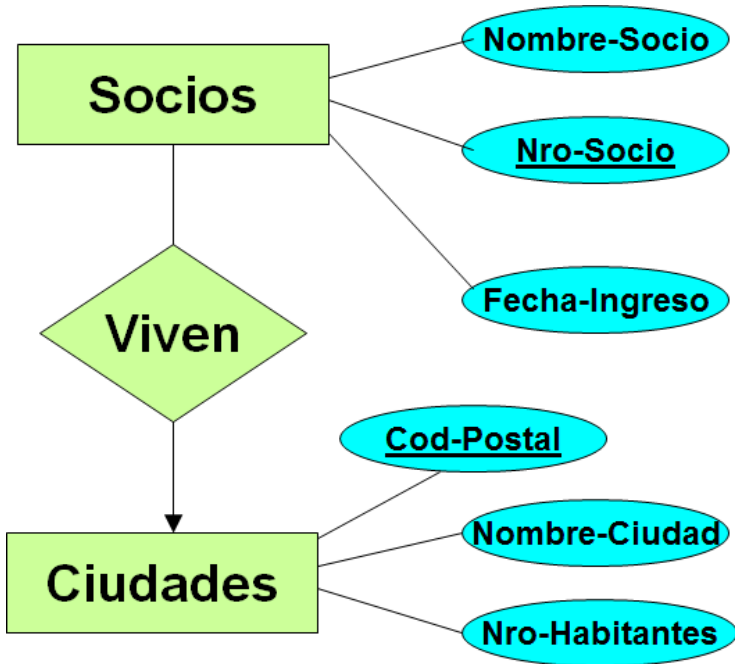 Nombre-Socio
Socios
Nro-Socio
Fecha-Ingreso
Viven
Cod-Postal
Nombre-Ciudad
Ciudades
Nro-Habitantes